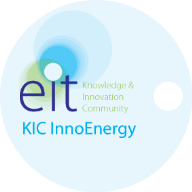 eit
Knowledge &
Innovation
Community
KIC InnoEnergy